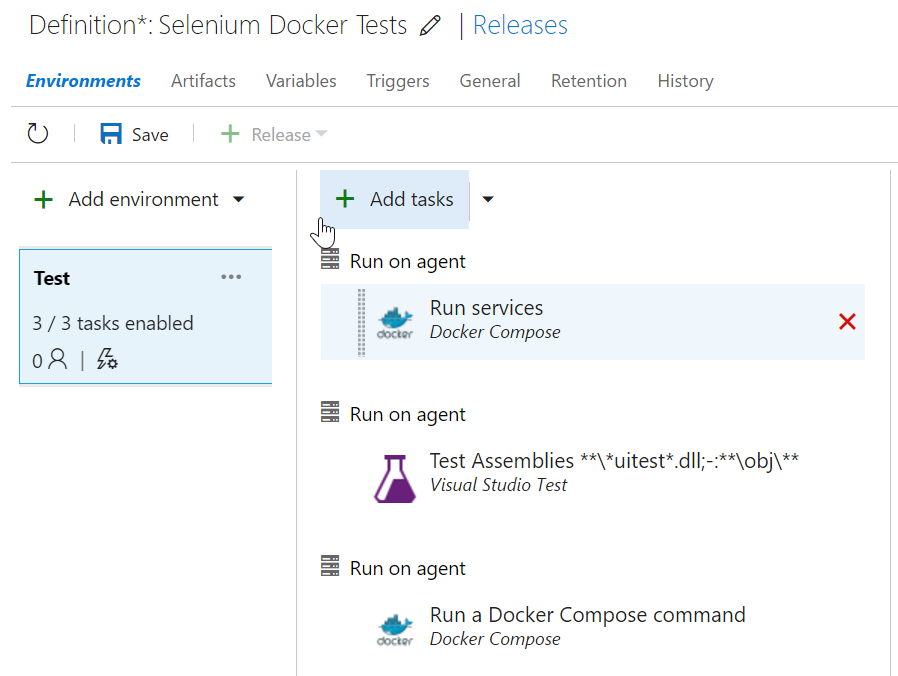 Definition*: Selenium Docker Tests | Releases
Environments Artifacts Variables Triggers General Retention History
Save Release
Add environment
Add tasks
Test
3 / 3 tasks enabled
0 |
Run on agent
docker
Run services
Docker Compose
Run on agent
Test Assemblies **\*uitest*.dll;-:**\obj\**
Visual Studio Test
Run on agent
docker
Run a Docker Compose command
Docker Compose